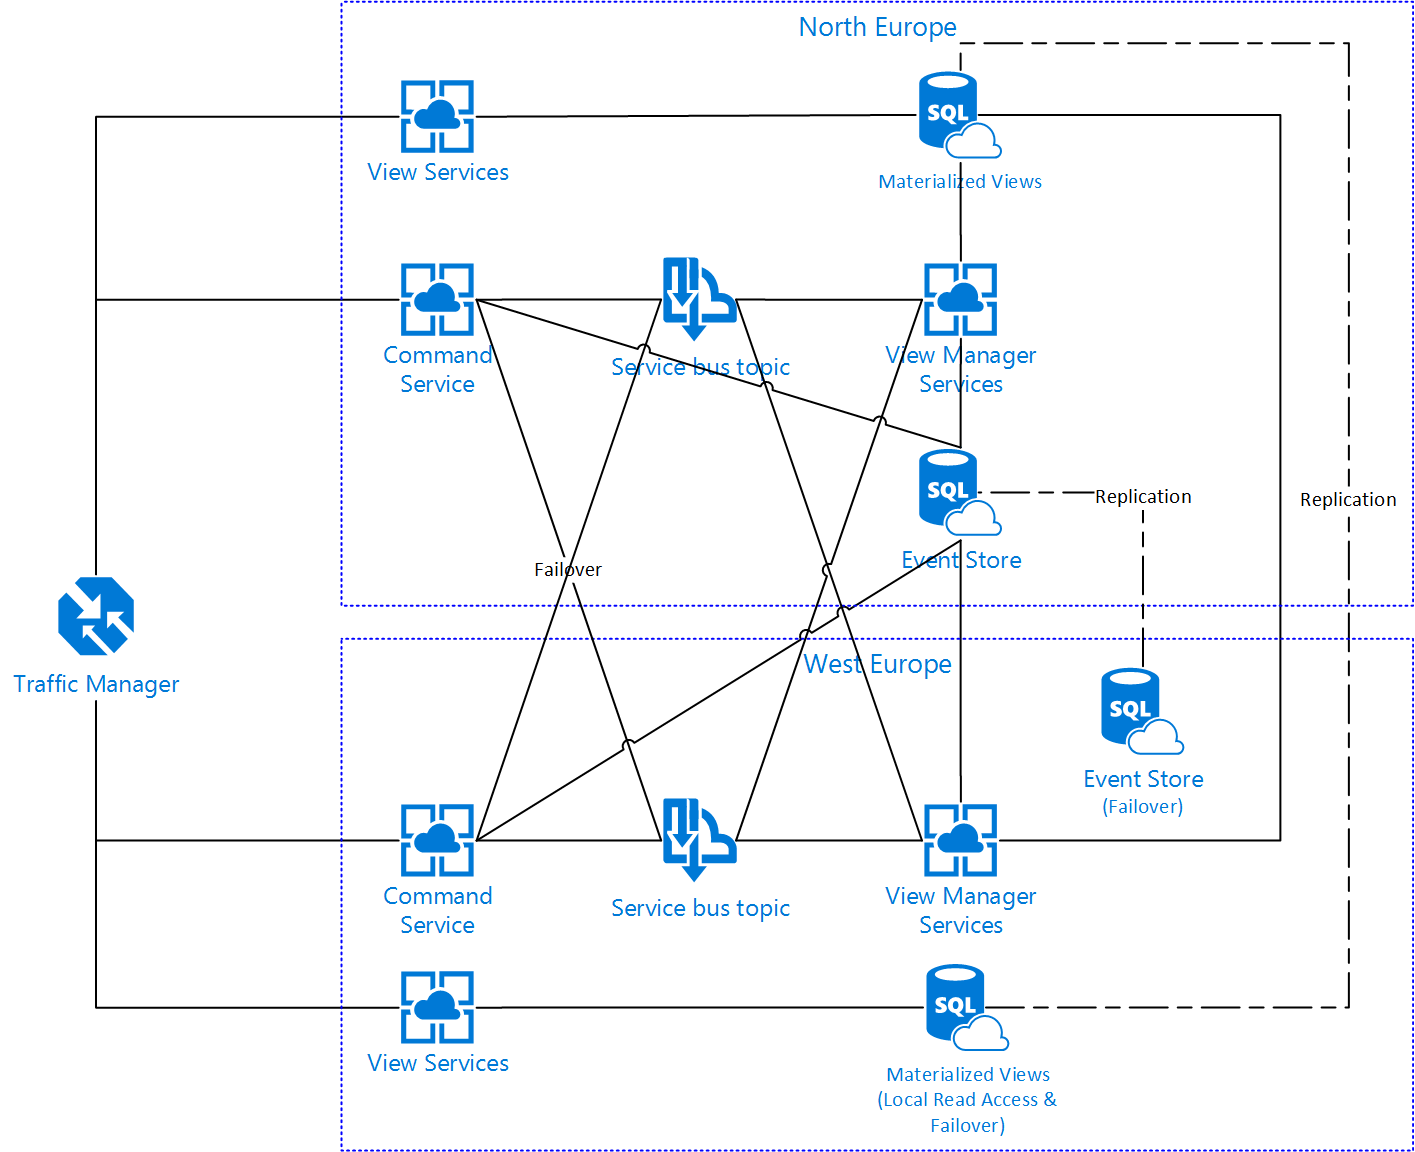 North Europe
SQL
View Services
Materialized Views
Command
Service
Service bus topic
View Manager
Services
SQL
Replication
Replication
Event Store
Failover
West Europe
Traffic Manager
SQL
Event Store
(Failover)
Command
Service
Service bus topic
View Manager
Services
SQL
View Services
Materialized Views
(Local Read Access &
Failover)